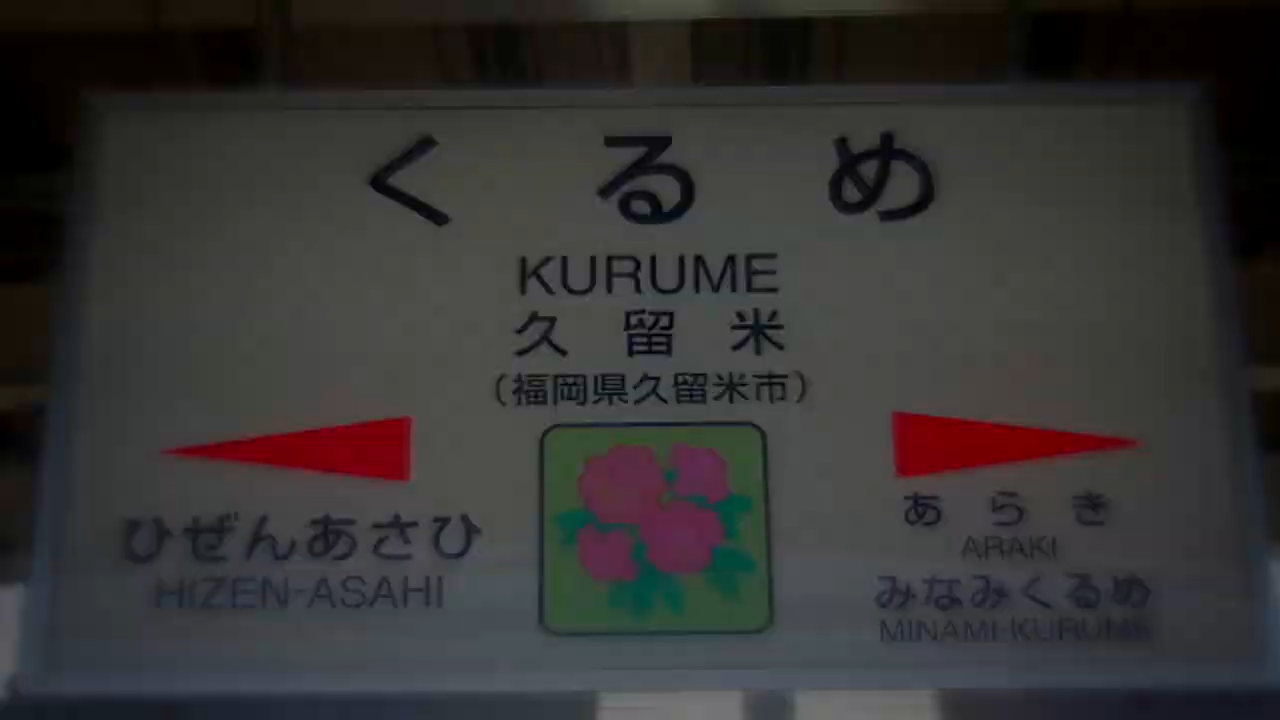 くるめ
KURUME
久留米
(福岡県久留米市)
ひぜんあさひ
HIZEN-ASAHI
あらき
ARAKI
みなみくるめ
MINAMI-KURUME